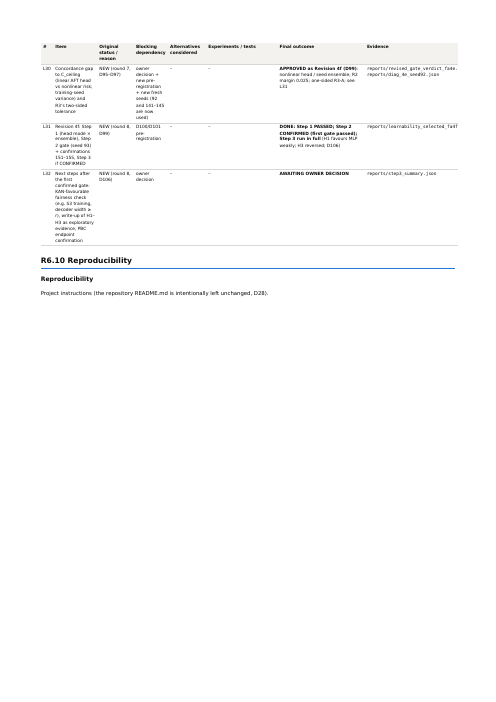 # Item Original status / reason Blocking dependency Alternatives considered Experiments / tests Final outcome Evidence
L30 Concordance gap to C_ceiling (linear AFT head vs nonlinear risk, training-seed variance) and R3's two-sided tolerance
NEW (round 7, D95–D97)
owner decision + new pre-registration + new fresh seeds (92 and 141–145 are now used)
–
–
APPROVED as Revision 4f (D99): nonlinear head / seed ensemble; R2 margin 0.025; one-sided R3-A; see L31
reports/revised_gate_verdict_fade.
reports/diag_4e_seed92.json
L31 Revision 4f: Step 1 (head mode × ensemble), Step 2 gate (seed 93) + confirmations 151–155, Step 3 if CONFIRMED
NEW (round 8, D99)
D100/D101 pre-registration
–
–
DONE: Step 1 PASSED; Step 2 CONFIRMED (first gate passed); Step 3 run in full (H1 favours MLP weakly; H3 reversed; D106)
L32 Next steps after the first confirmed gate: KAN-favourable fairness check (e.g. S3 training, decoder width ≥ r), write-up of H1–H3 as exploratory evidence, PBC endpoint confirmation
NEW (round 8, D106)
owner decision
–
–
AWAITING OWNER DECISION
reports/step3_summary.json
R6.10 Reproducibility
Reproducibility
Project instructions (the repository README.md is intentionally left unchanged, D28).